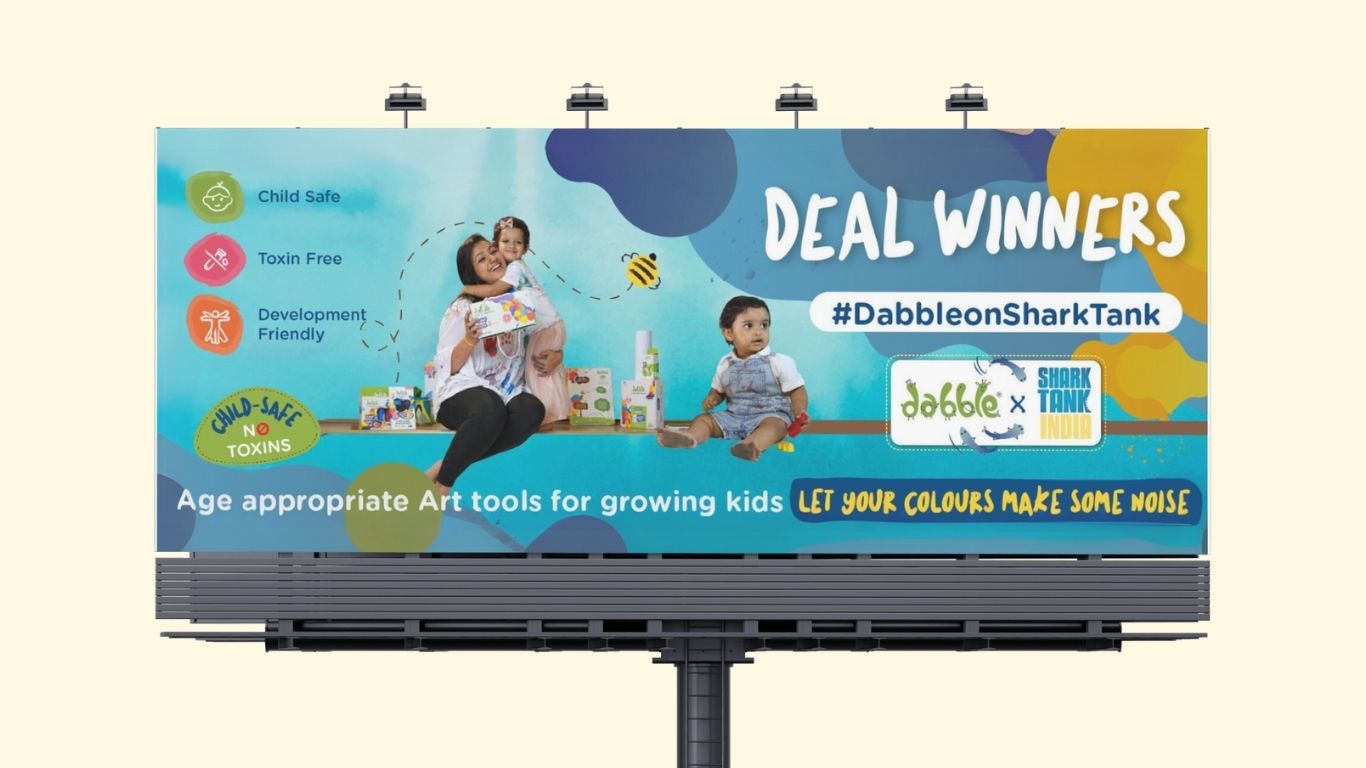 Child Safe
Toxin Free
Development
Friendly
CHILD-SAFE
NO
TOXINS
DEAL WINNERS
#DabbleonSharkTank
dabble
x
SHARK
TANK
INDIA
Age appropriate Art tools for growing kids
LET YOUR COLOURS MAKE SOME NOISE